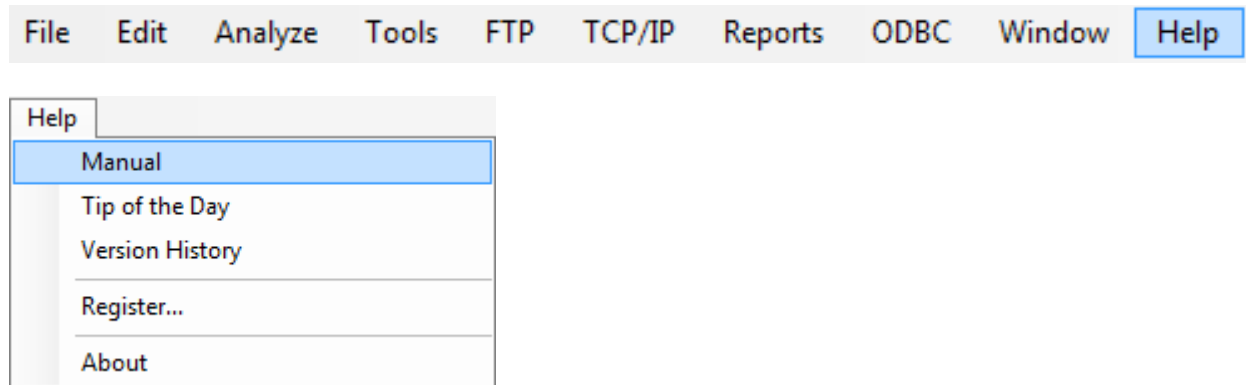 File Edit Analyze Tools FTP TCP/IP Reports ODBC Window Help
Help
Manual
Tip of the Day
Version History
Register...
About